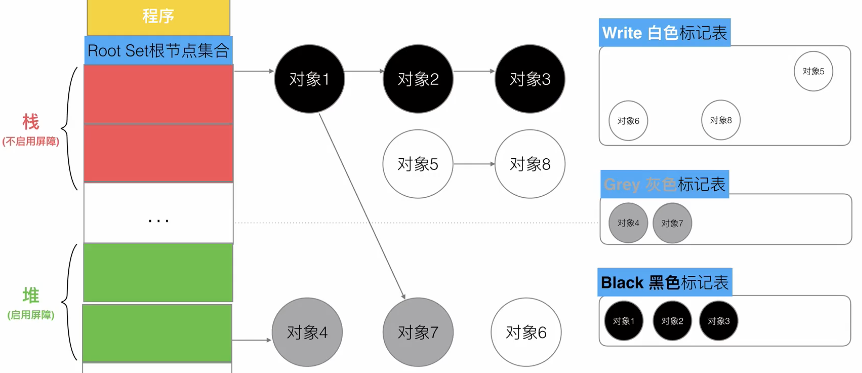 程序
Root Set根节点集合
栈
(不启用屏障)
...
堆
(启用屏障)
对象1
对象2
对象3
对象5
对象8
对象4
对象7
对象6
Write 白色标记表
对象5
对象6
对象8
Grey 灰色标记表
对象4
对象7
Black 黑色标记表
对象1
对象2
对象3